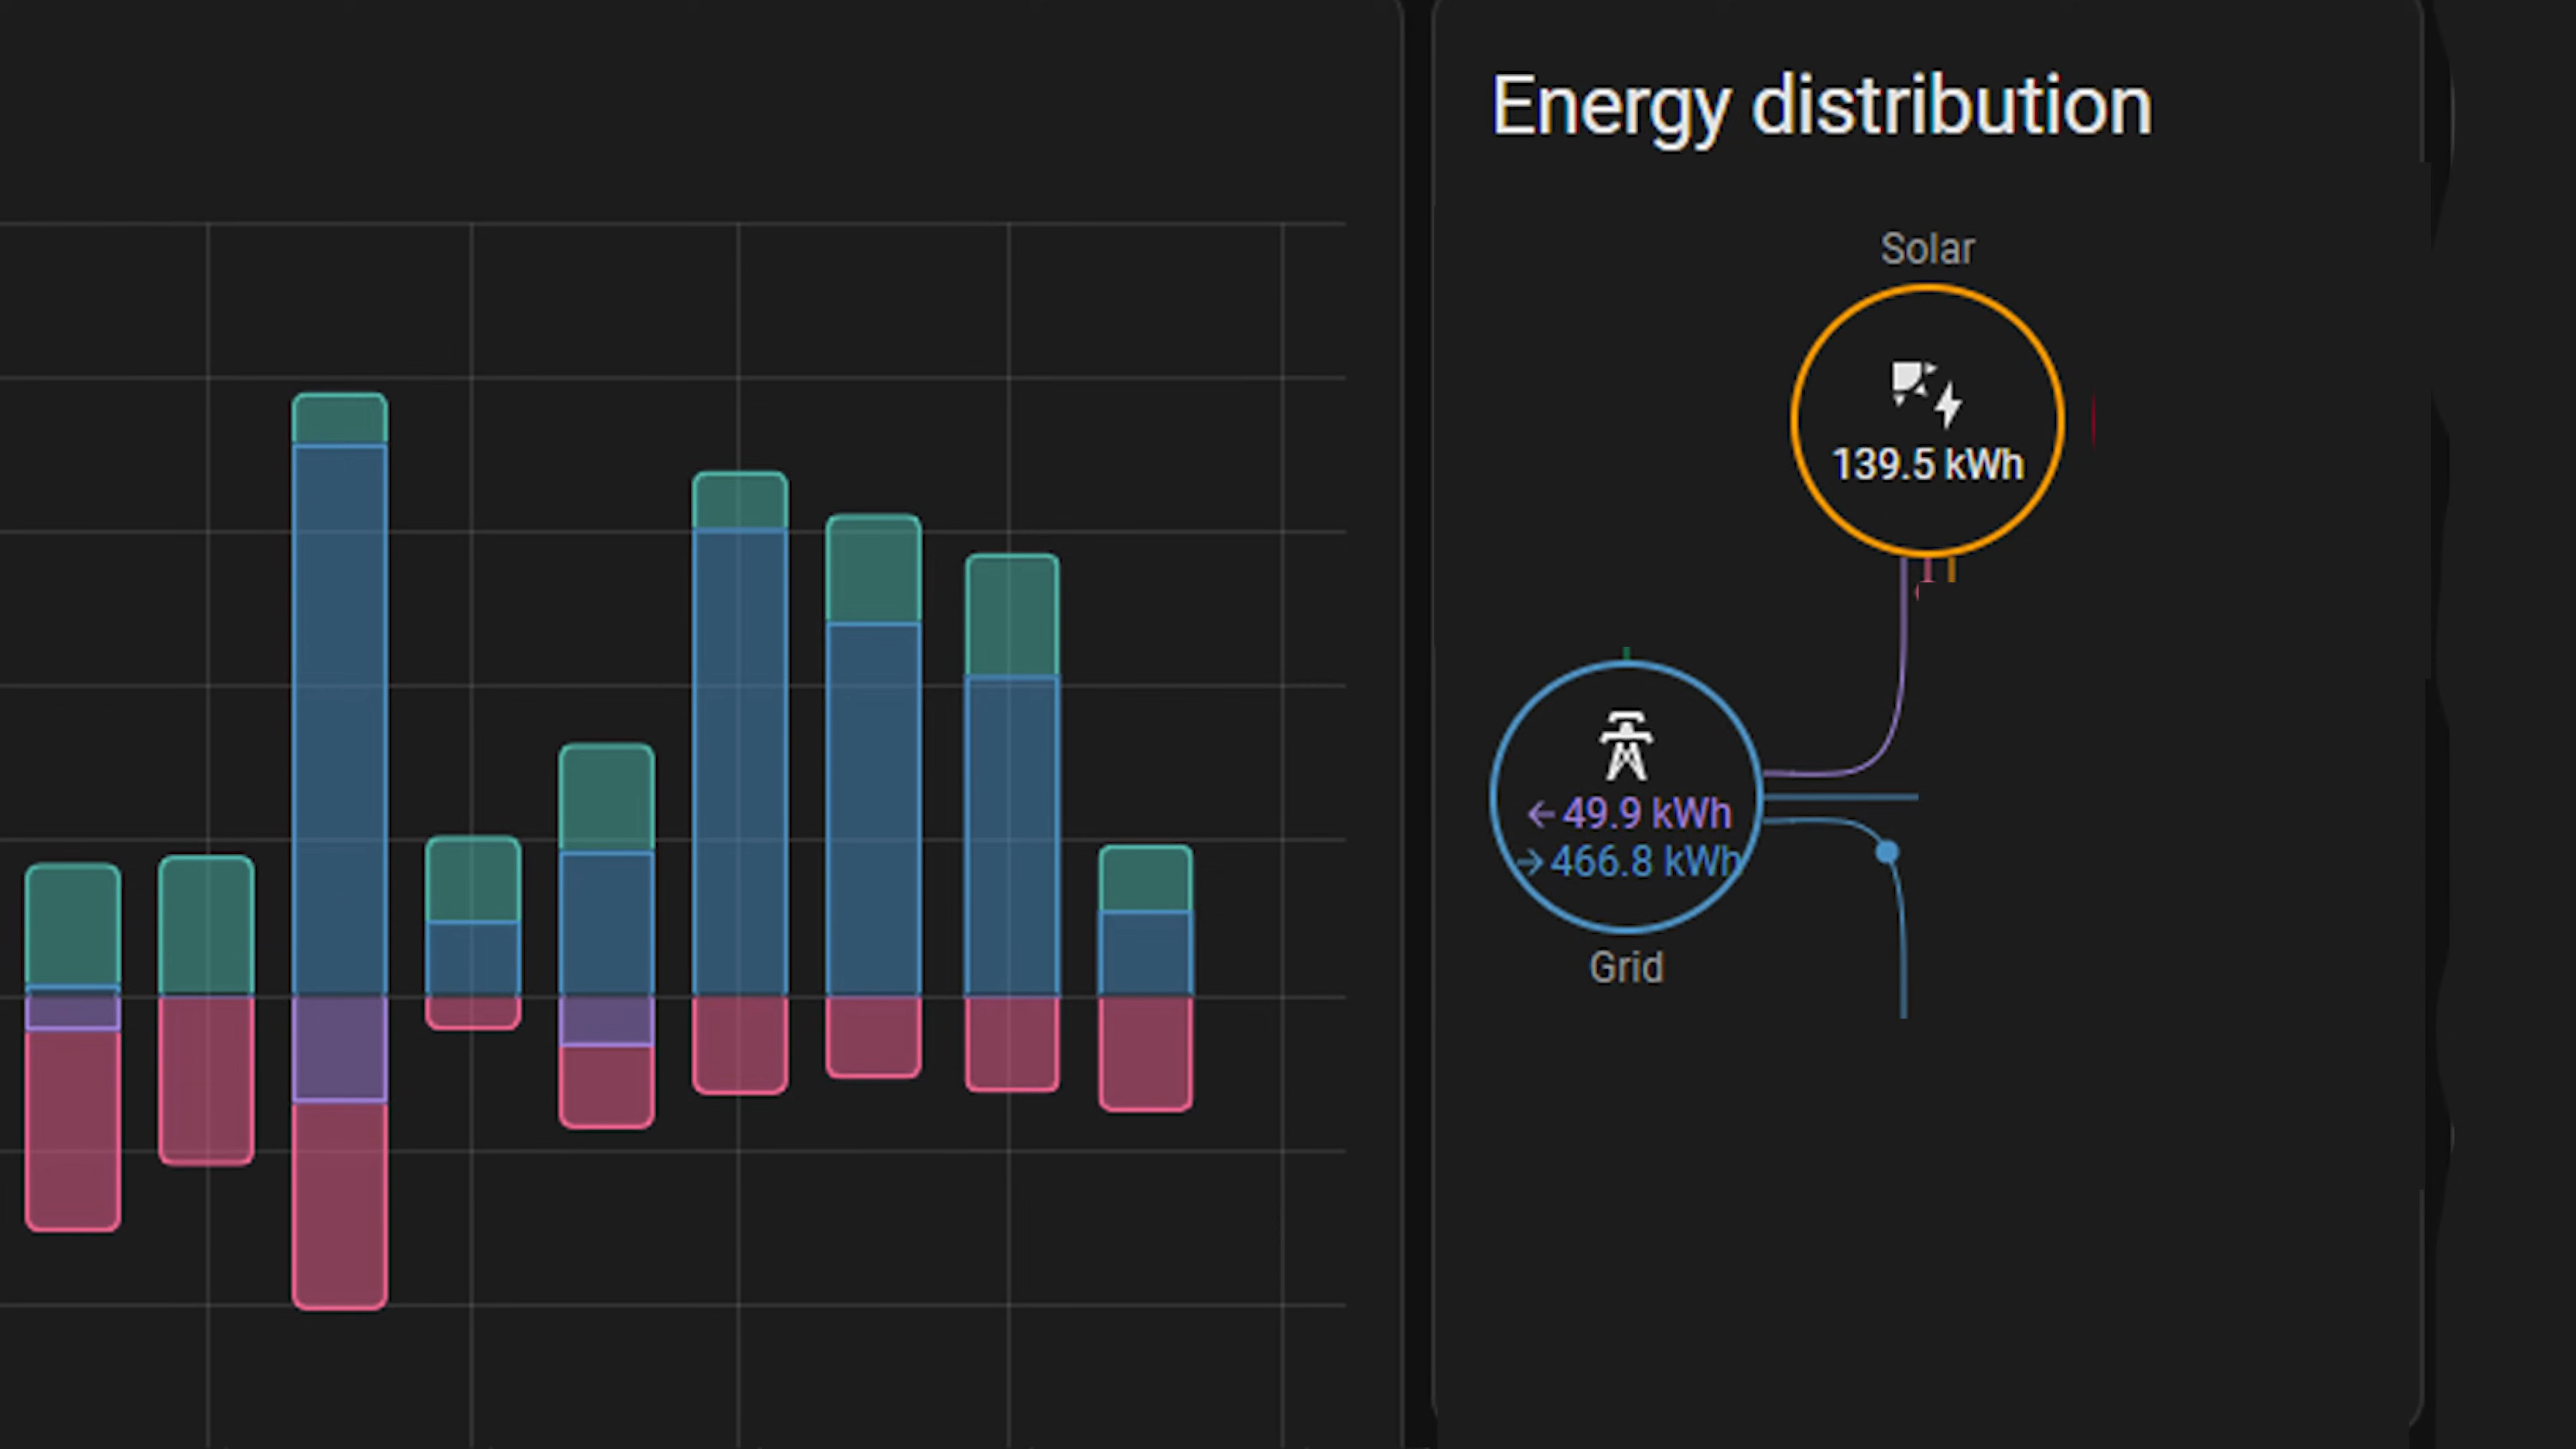 Energy distribution
Solar
139.5 kWh
←49.9 kWh
→466.8 kWh
Grid